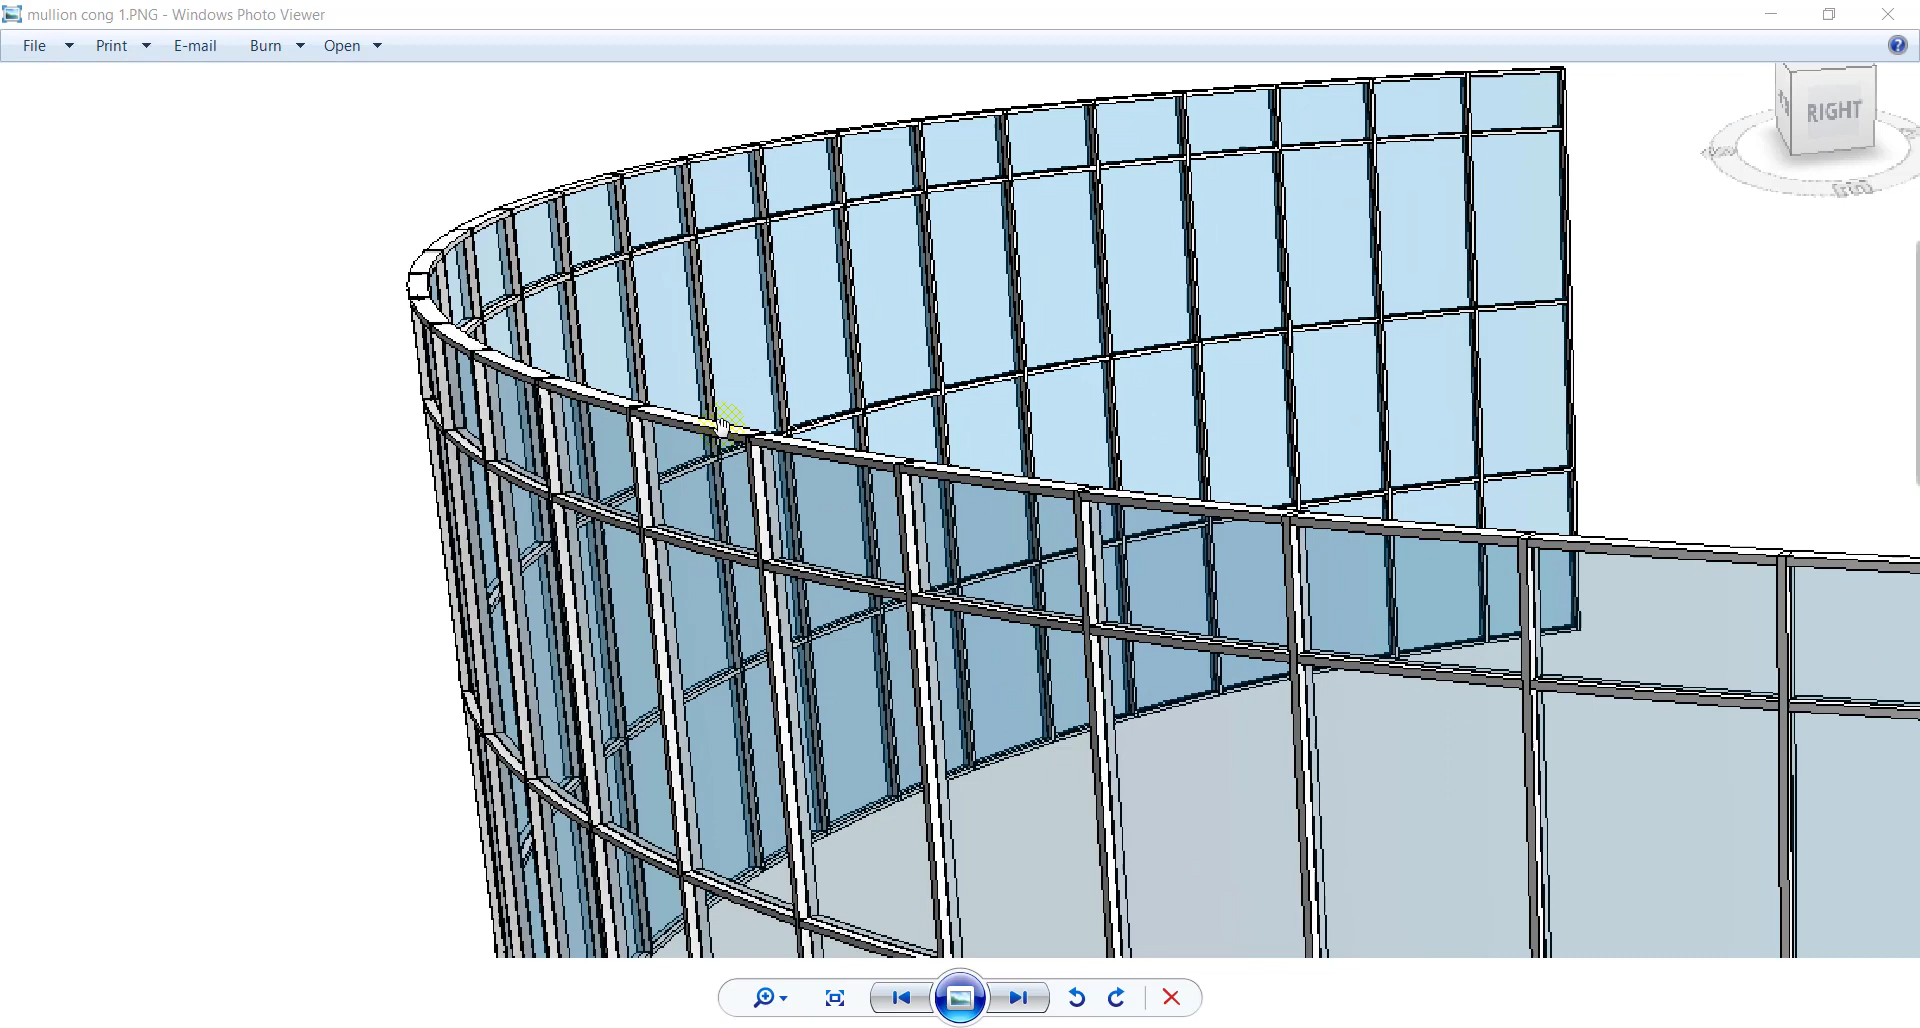 mullion cong 1.PNG - Windows Photo Viewer
File Print E-mail Burn Open
RIGHT